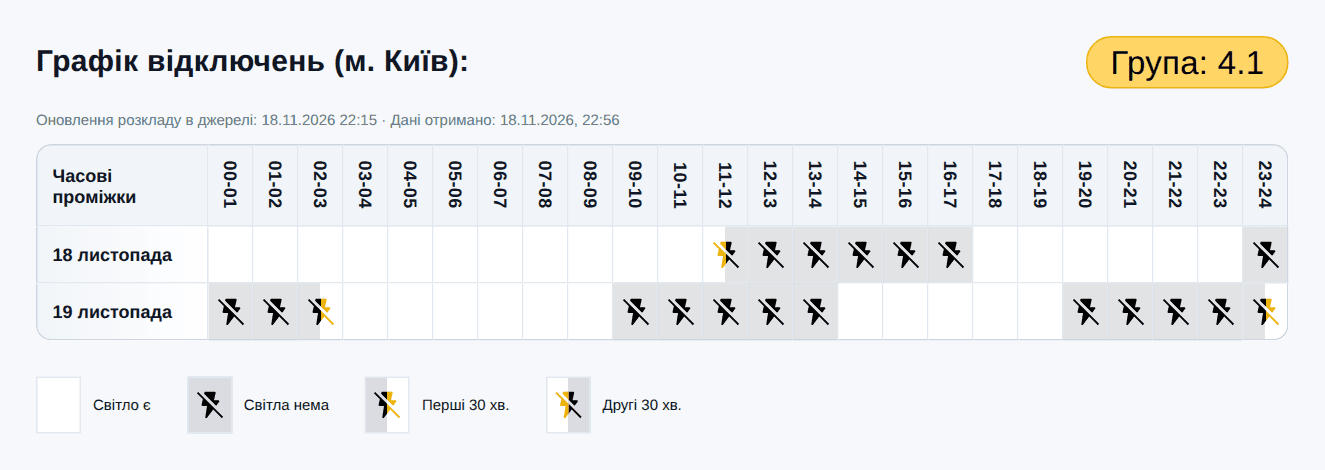 Графік відключень (м. Київ):
Група: 4.1
Оновлення розкладу в джерелі: 18.11.2026 22:15 · Дані отримано: 18.11.2026, 22:56
Часові
проміжки
00-01
01-02
02-03
03-04
04-05
05-06
06-07
07-08
08-09
09-10
10-11
11-12
12-13
13-14
14-15
15-16
16-17
17-18
18-19
19-20
20-21
21-22
22-23
23-24
18 листопада
19 листопада
Світло є
Світла нема
Перші 30 хв.
Другі 30 хв.